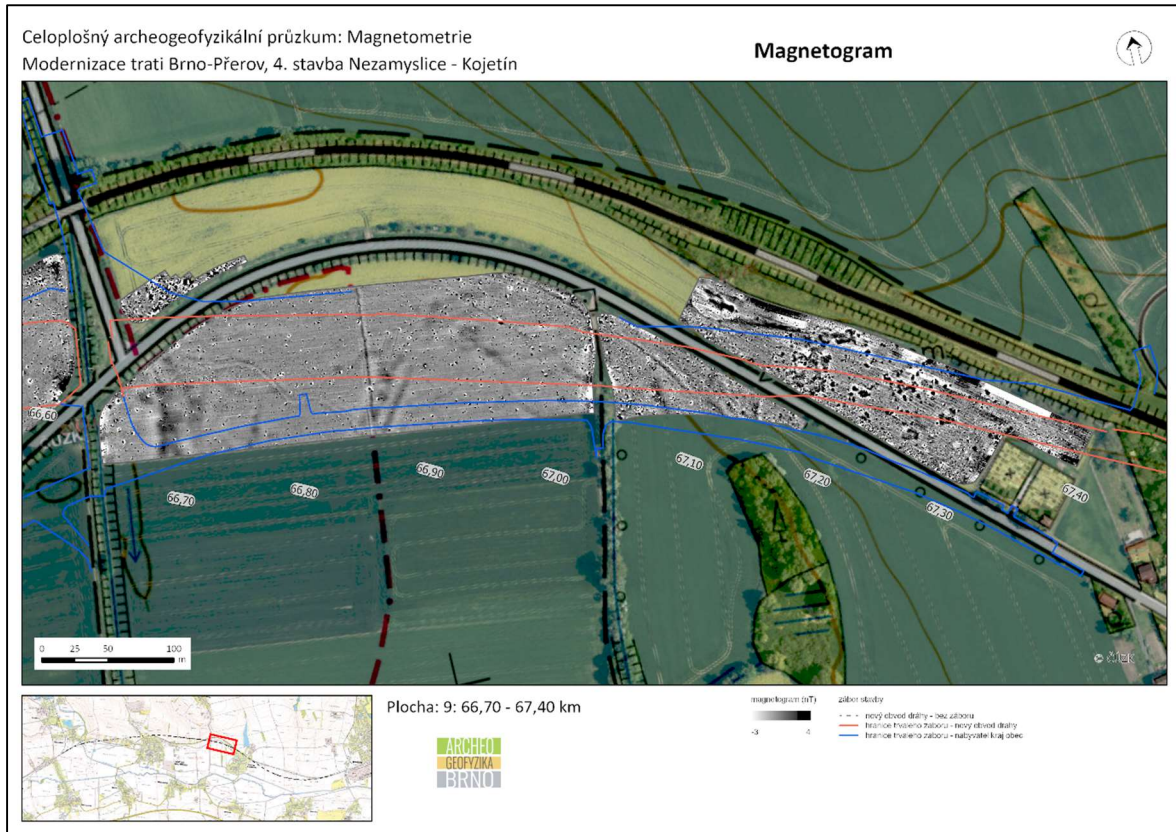 Celoplošný archeogeofyzikální průzkum: Magnetometrie
Modernizace trati Brno-Přerov, 4. stavba Nezamyslice - Kojetín
Magnetogram
66,60
66,70
66,80
66,90
67,00
67,10
67,20
67,30
67,40
0 25 50 100
m
© ČÚZK
Plocha: 9: 66,70 - 67,40 km
ARCHEO
GEOFYZIKA
BRNO
magnetogram (nT)
-3
zábor stavby
nový obvod dráhy - bez záboru
hranice trvalého záboru - nový obvod dráhy
hranice trvalého záboru - nabyvatel kraj obec